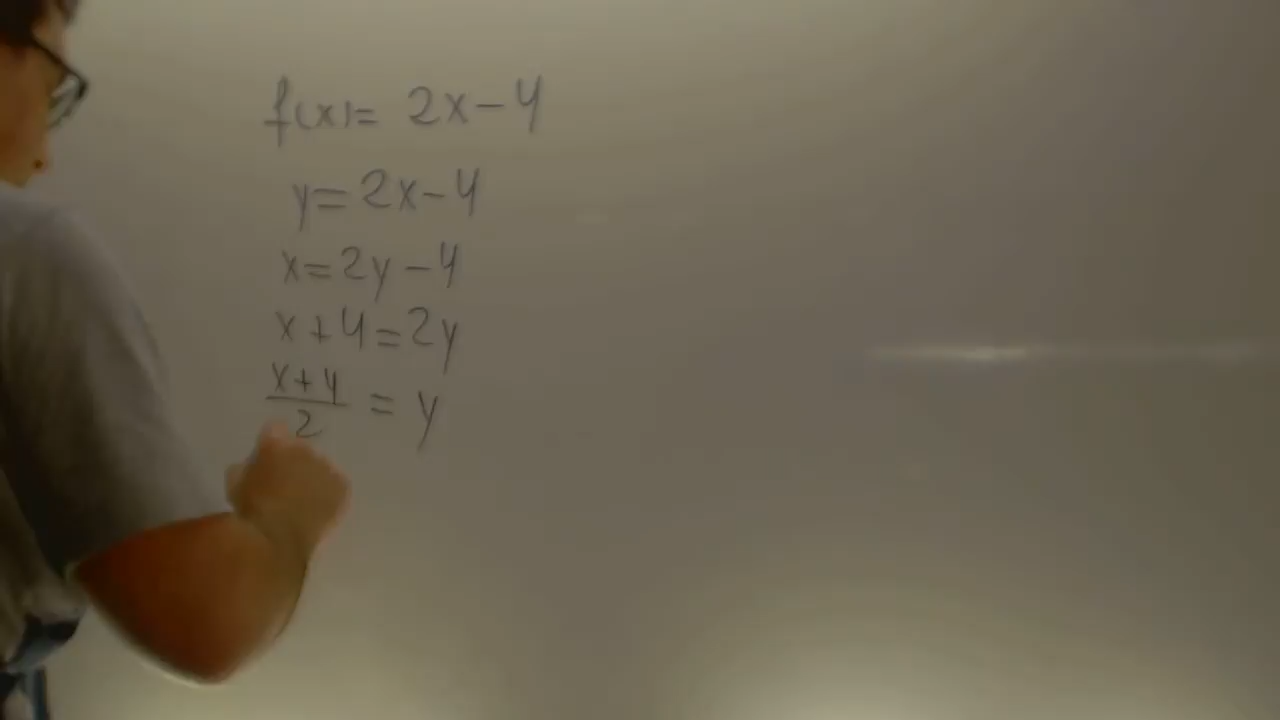 f(x)= 2x-4
y=2x-4
x=2y-4
x+4=2y
x+4/2 = y